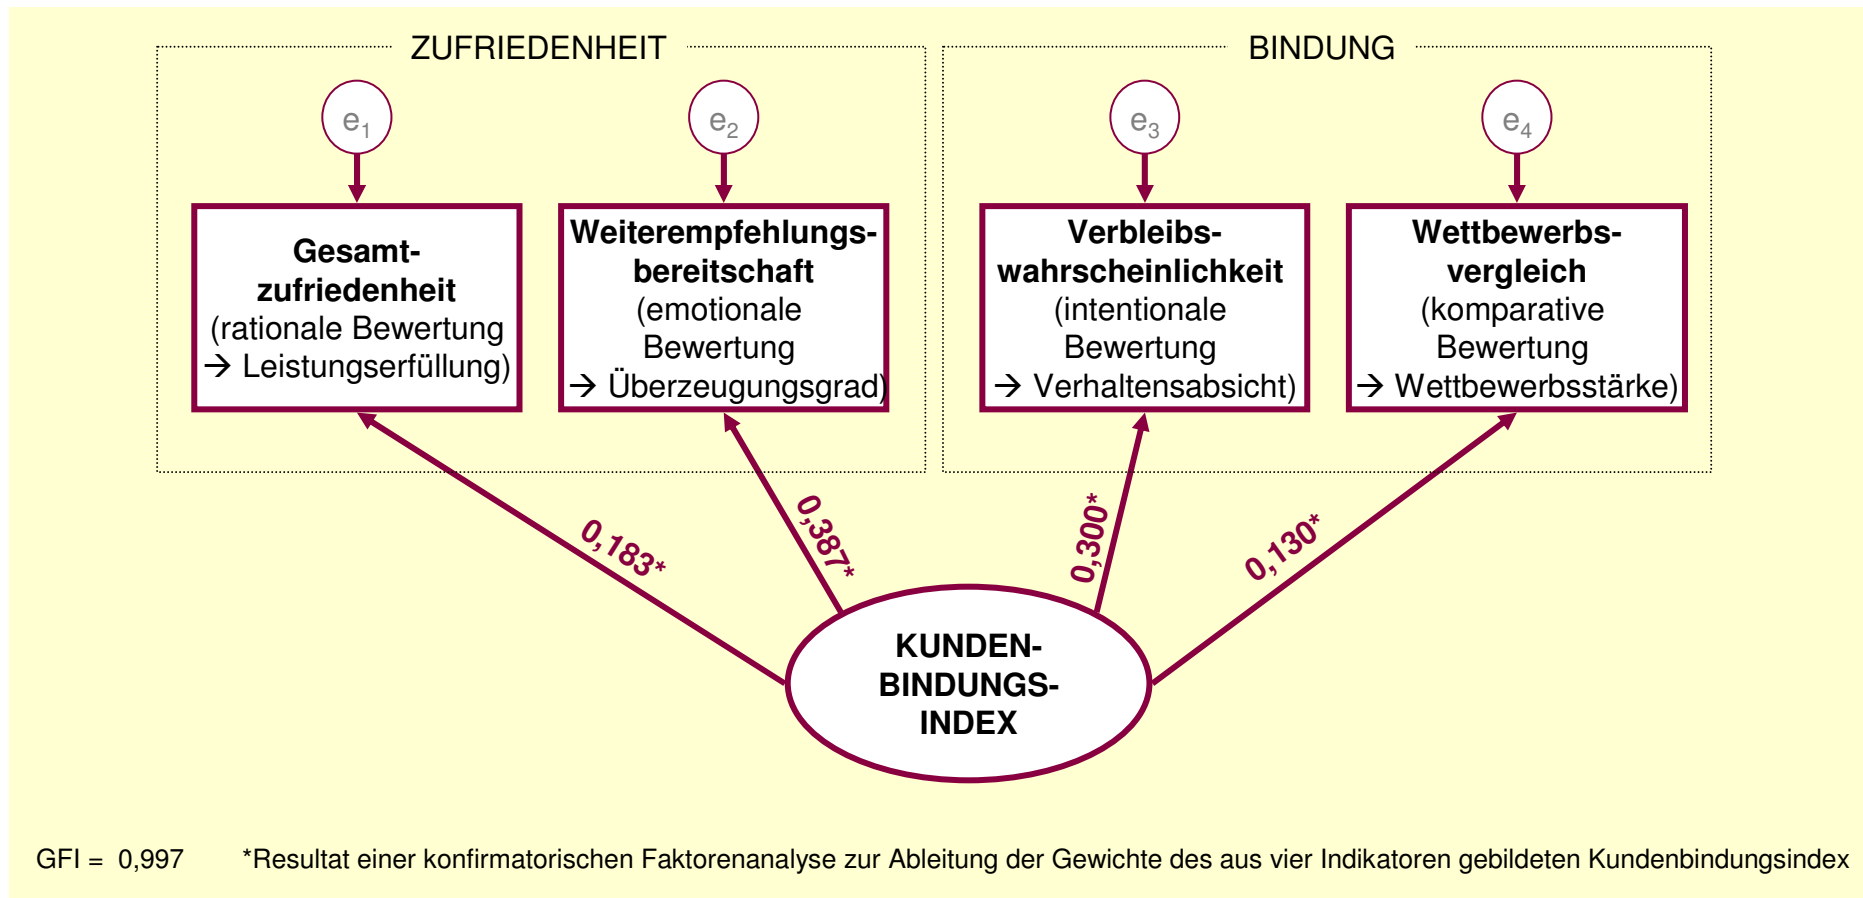 ZUFRIEDENHEIT
BINDUNG
e1
e2
e3
e4
Gesamt-
zufriedenheit
(rationale Bewertung
→ Leistungserfüllung)
Weiterempfehlungs-
bereitschaft
(emotionale
Bewertung
→ Überzeugungsgrad)
Verbleibs-
wahrscheinlichkeit
(intentionale
Bewertung
→ Verhaltensabsicht)
Wettbewerbs-
vergleich
(komparative
Bewertung
→ Wettbewerbsstärke)
0,183*
0,387*
0,300*
0,130*
KUNDEN-
BINDUNGS-
INDEX
GFI = 0,997
*Resultat einer konfirmatorischen Faktorenanalyse zur Ableitung der Gewichte des aus vier Indikatoren gebildeten Kundenbindungsindex